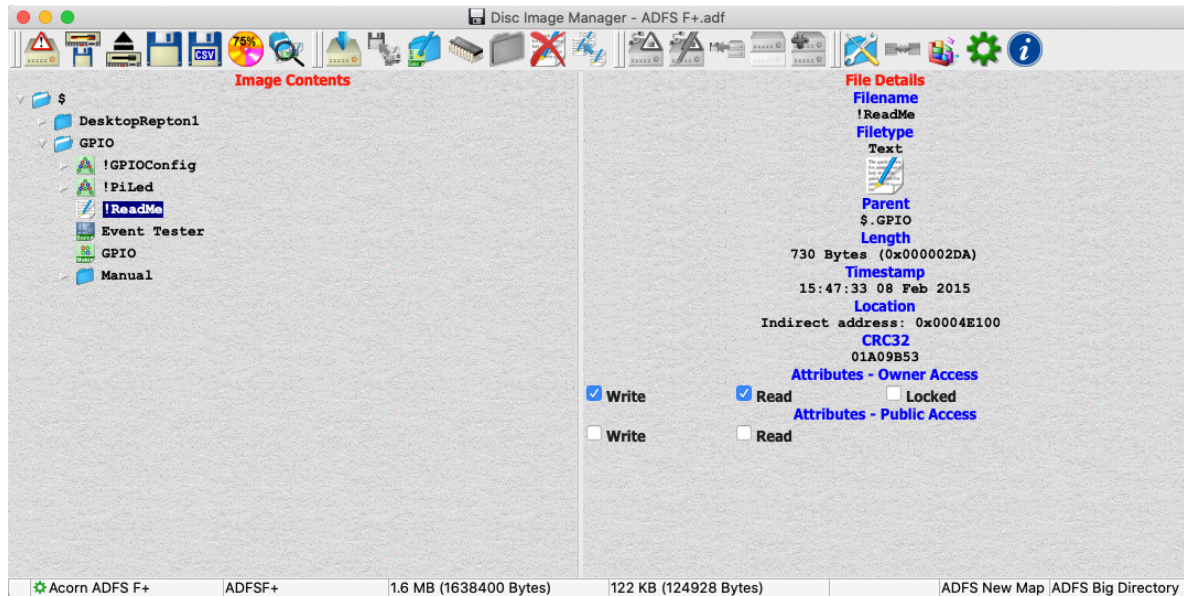 Disc Image Manager - ADFS F+.adf
CSV
75%
Image Contents
$
DesktopRepton1
GPIO
!GPIOConfig
!PiLed
!ReadMe
Event Tester
GPIO
Manual
File Details
Filename
!ReadMe
Filetype
Text
Parent
$.GPIO
Length
730 Bytes (0x000002DA)
Timestamp
15:47:33 08 Feb 2015
Location
Indirect address: 0x0004E100
CRC32
01A09B53
Attributes - Owner Access
Write Read Locked
Attributes - Public Access
Write Read
Acorn ADFS F+ ADFSF+ 1.6 MB (1638400 Bytes) 122 KB (124928 Bytes) ADFS New Map ADFS Big Directory